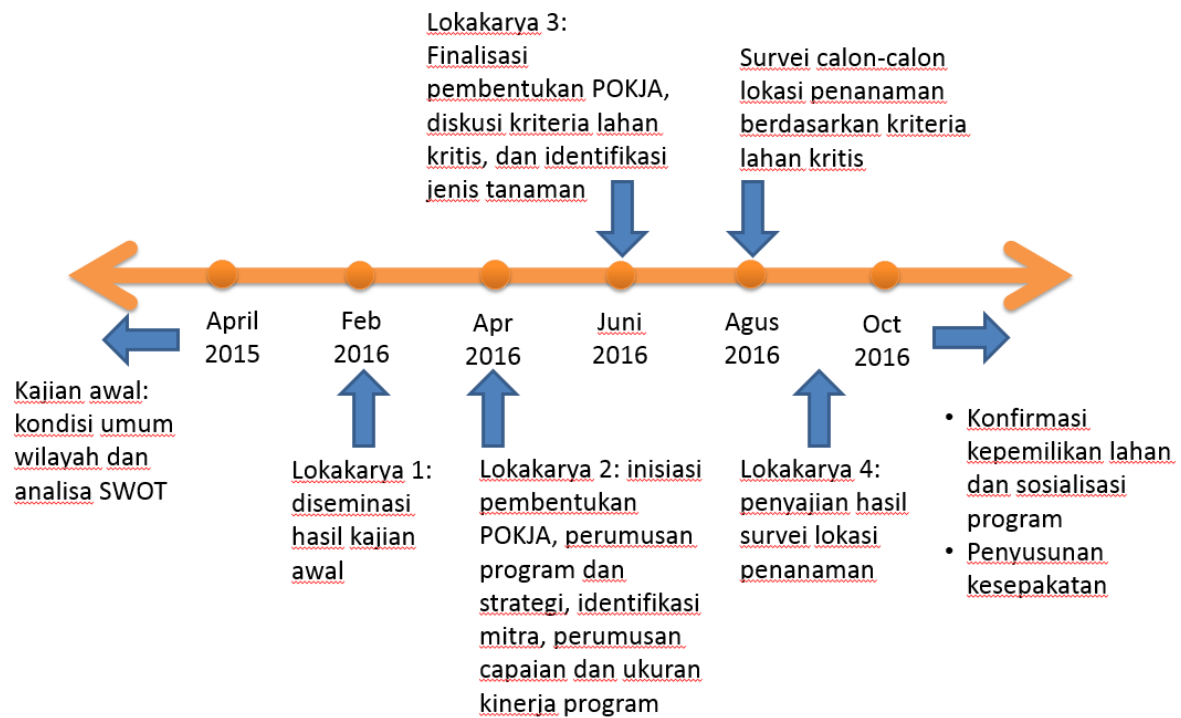 Lokakarya 3:
Finalisasi
pembentukan POKJA,
diskusi kriteria lahan
kritis, dan identifikasi
jenis tanaman
Survei calon-calon
lokasi penanaman
berdasarkan kriteria
lahan kritis
April
2015
Feb
2016
Apr
2016
Juni
2016
Agus
2016
Oct
2016
Kajian awal:
kondisi umum
wilayah dan
analisa SWOT
Lokakarya 1:
diseminasi
hasil kajian
awal
Lokakarya 2: inisiasi
pembentukan
POKJA, perumusan
program dan
strategi, identifikasi
mitra, perumusan
capaian dan ukuran
kinerja program
Lokakarya 4:
penyajian hasil
survei lokasi
penanaman
• Konfirmasi
kepemilikan lahan
dan sosialisasi
program
• Penyusunan
kesepakatan